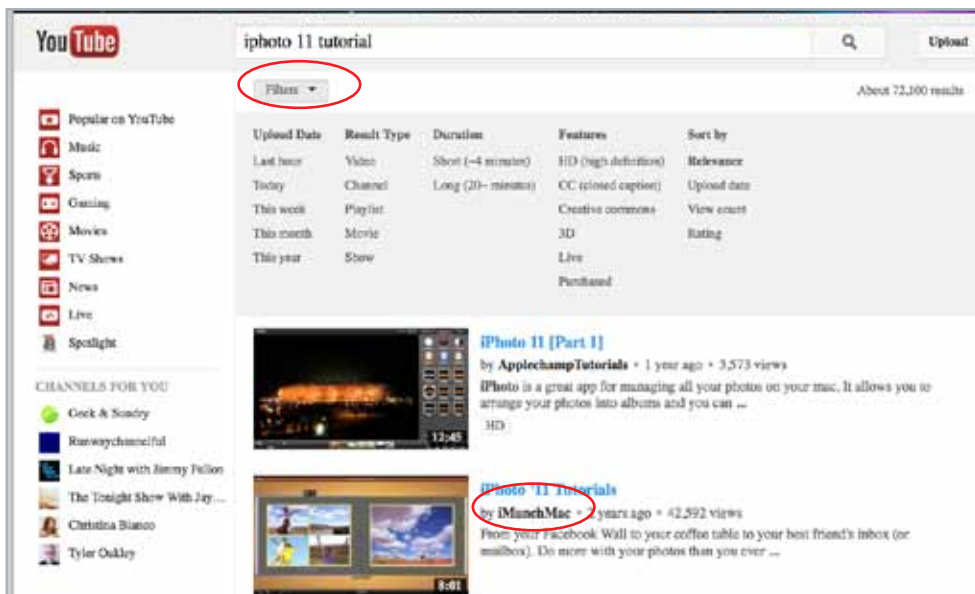 YouTube
iphoto 11 tutorial
Upload
Filters
About 72,100 results
Popular on YouTube
Music
Sports
Gaming
Movies
TV Shows
News
Live
Spotlight
CHANNELS FOR YOU
Geek & Sundry
Runwaychannelful
Late Night with Jimmy Fallon
The Tonight Show With Jay...
Christina Bianco
Tyler Oakley
Upload Date
Last hour
Today
This week
This month
This year
Result Type
Video
Channel
Playlist
Movie
Show
Duration
Short (~4 minutes)
Long (20~ minutes)
Features
HD (high definition)
CC (closed caption)
Creative commons
3D
Live
Purchased
Sort by
Relevance
Upload date
View count
Rating
iPhoto 11 [Part 1]
by ApplechampTutorials • 1 year ago • 3,573 views
iPhoto is a great app for managing all your photos on your mac. It allows you to
arrange your photos into albums and you can ...
HD
12:45
iPhoto '11 Tutorials
by iMunchMac • 2 years ago • 42,592 views
From your Facebook Wall to your coffee table to your best friend's inbox (or
mailbox). Do more with your photos than you ever ...
8:01